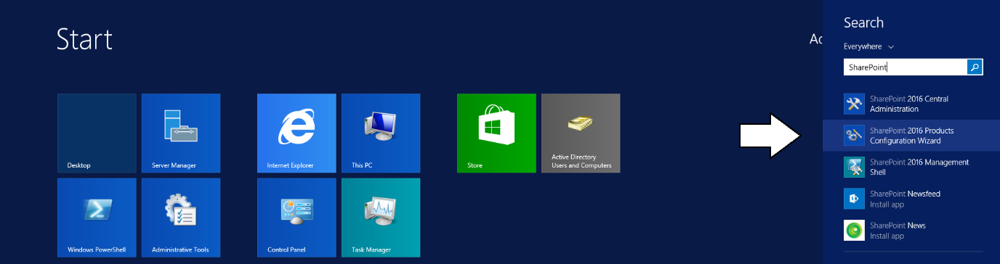 Start
Ac
Desktop
Server Manager
Internet Explorer
This PC
Store
Active Directory
Users and Computers
Windows PowerShell
Administrative Tools
Control Panel
Task Manager
Search
Everywhere
SharePoint
SharePoint 2016 Central
Administration
SharePoint 2016 Products
Configuration Wizard
SharePoint 2016 Management
Shell
SharePoint Newsfeed
Install app
SharePoint News
Install app